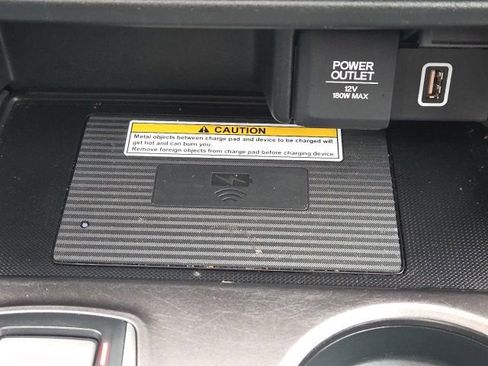 POWER
OUTLET
12V
180W MAX
CAUTION
Metal objects between charge pad and device to be charged will
get hot and can burn you.
Remove foreign objects from charge pad before charging device.